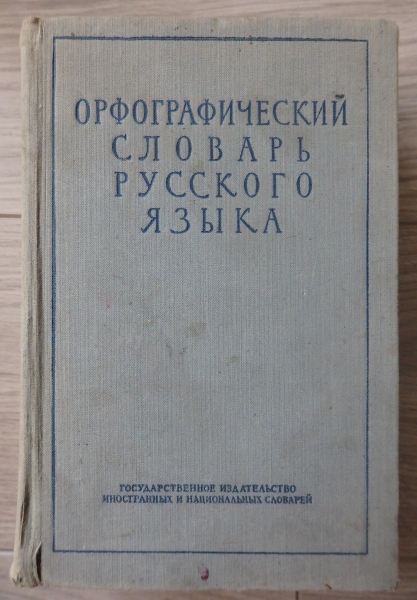 ОРФОГРАФИЧЕСКИЙ
СЛОВАРЬ
РУССКОГО
ЯЗЫКА
ГОСУДАРСТВЕННОЕ ИЗДАТЕЛЬСТВО
ИНОСТРАННЫХ И НАЦИОНАЛЬНЫХ СЛОВАРЕЙ